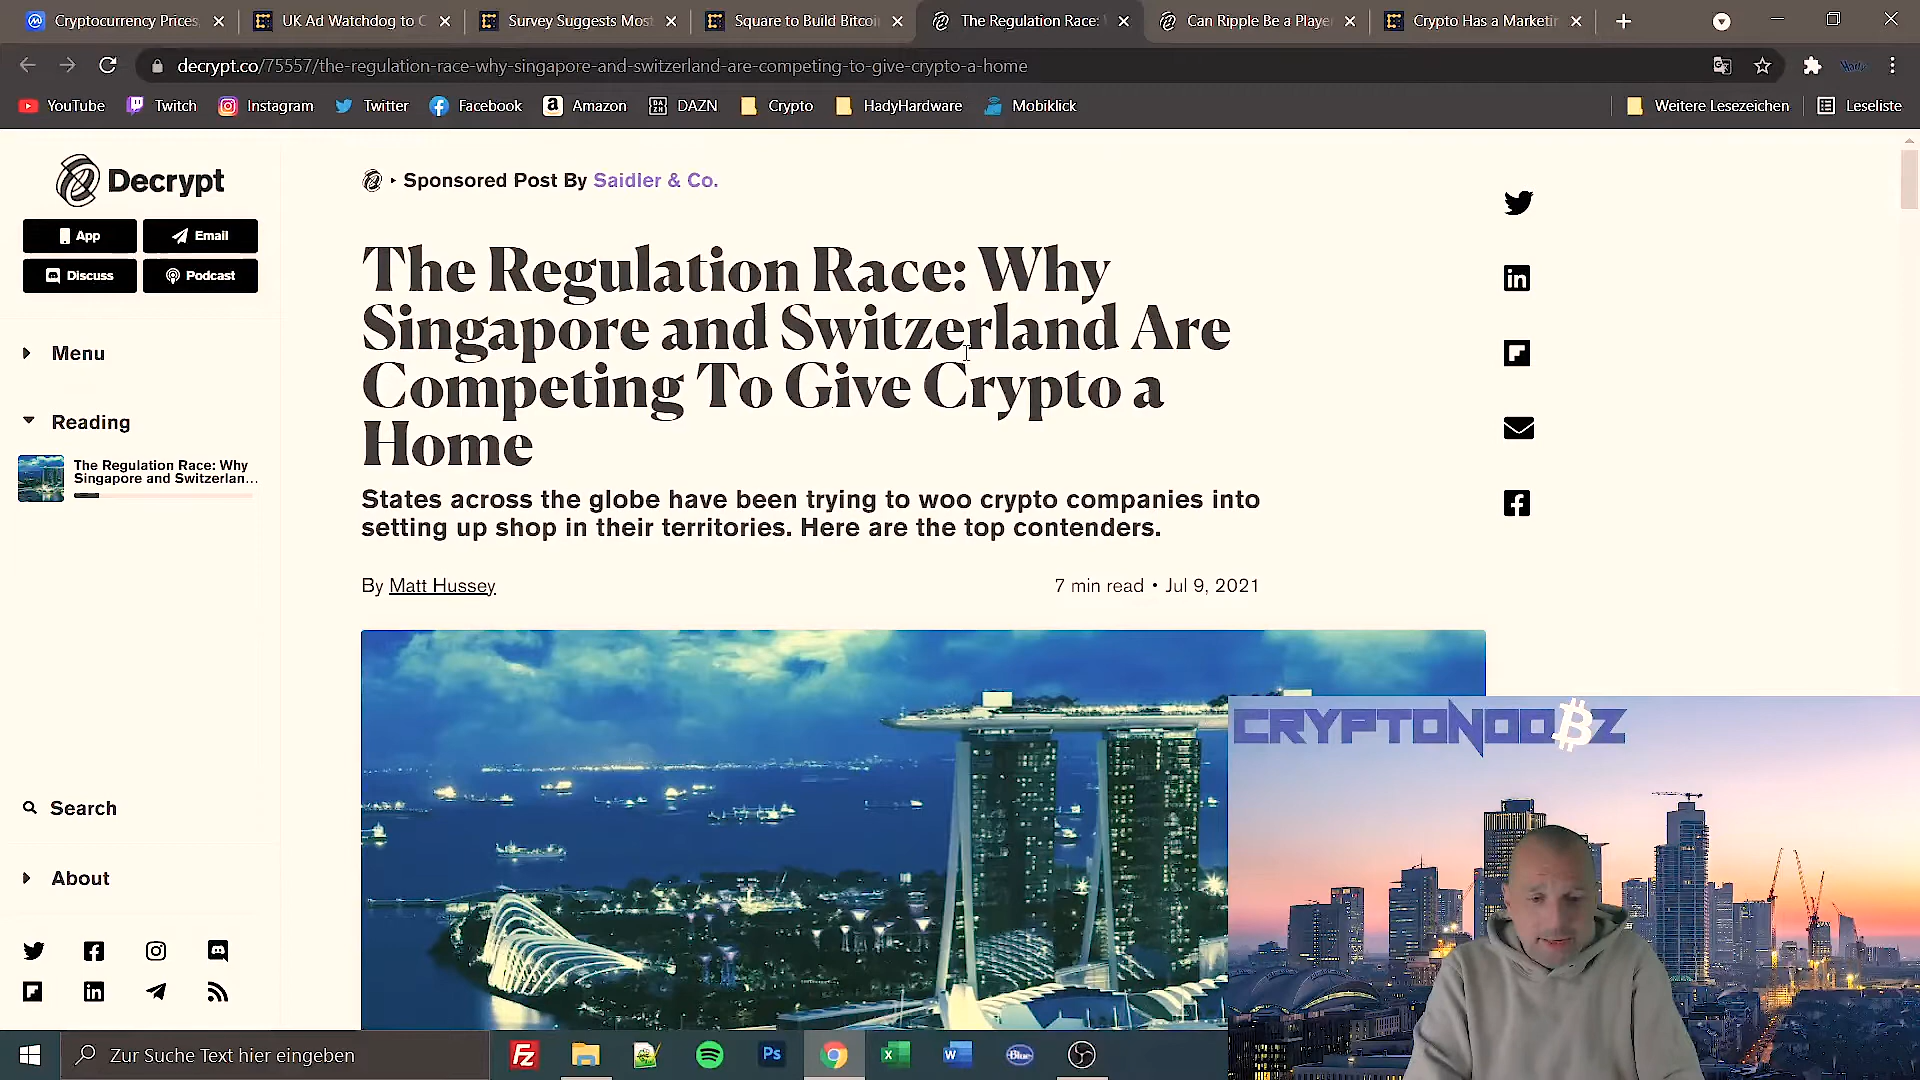 Cryptocurrency Prices,
UK Ad Watchdog to C
Survey Suggests Most
Square to Build Bitcoi
The Regulation Race:
Can Ripple Be a Player
Crypto Has a Marketin
decrypt.co/75557/the-regulation-race-why-singapore-and-switzerland-are-competing-to-give-crypto-a-home
YouTube
Twitch
Instagram
Twitter
Facebook
Amazon
DAZN
Crypto
HadyHardware
Mobiklick
Weitere Lesezeichen
Leseliste
Decrypt
App
Email
Discuss
Podcast
Menu
Reading
The Regulation Race: Why
Singapore and Switzerlan...
Search
About
Sponsored Post By Saidler & Co.
The Regulation Race: Why
Singapore and Switzerland Are
Competing To Give Crypto a
Home
States across the globe have been trying to woo crypto companies into
setting up shop in their territories. Here are the top contenders.
By Matt Hussey
7 min read • Jul 9, 2021
CRYPTONOOBZ
Zur Suche Text hier eingeben